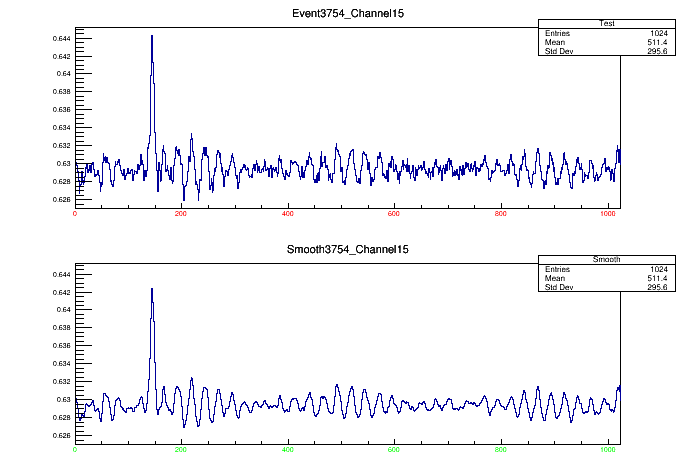 Event3754_Channel15
Test
Entries 1024
Mean 511.4
Std Dev 295.6
0.644
0.642
0.64
0.638
0.636
0.634
0.632
0.63
0.628
0.626
0 200 400 600 800 1000
Smooth3754_Channel15
Smooth
Entries 1024
Mean 511.4
Std Dev 295.6
0.644
0.642
0.64
0.638
0.636
0.634
0.632
0.63
0.628
0.626
0 200 400 600 800 1000